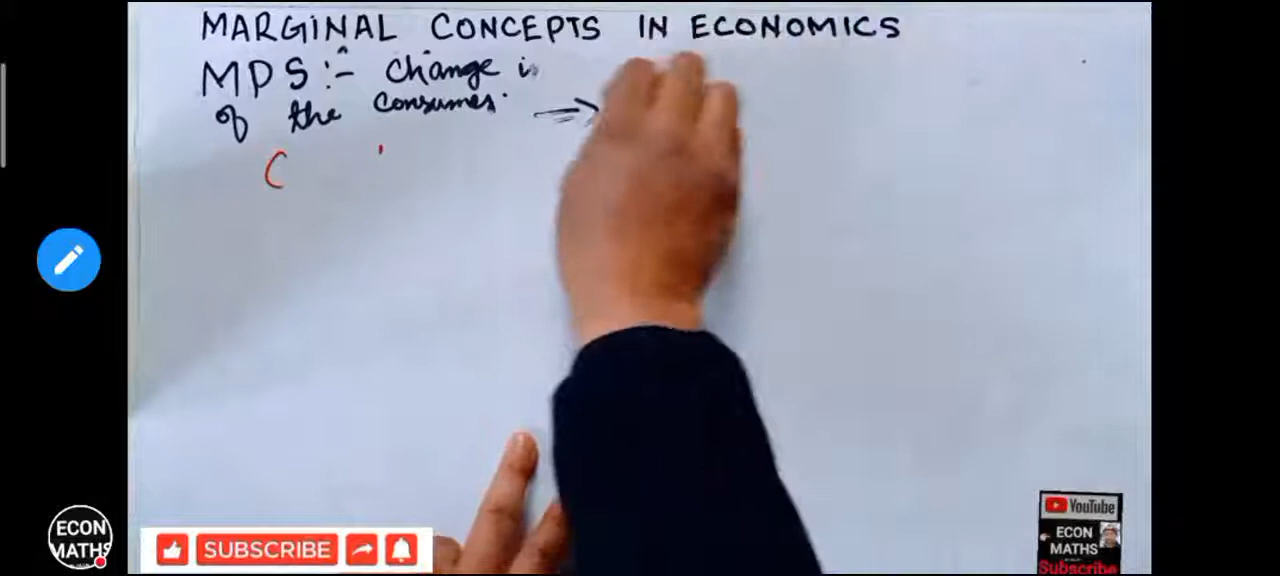 MARGINAL CONCEPTS IN ECONOMICS
MPS :- Change i
of the Consumer. ⇒
C
ECON
MATHS
SUBSCRIBE
YouTube
ECON
MATHS
Subscribe